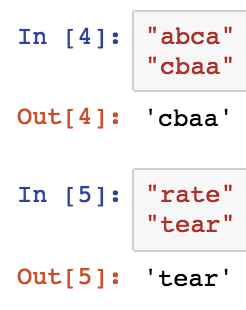 In [4]: "abca"
"cbaa"
Out[4]: 'cbaa'
In [5]: "rate"
"tear"
Out[5]: 'tear'